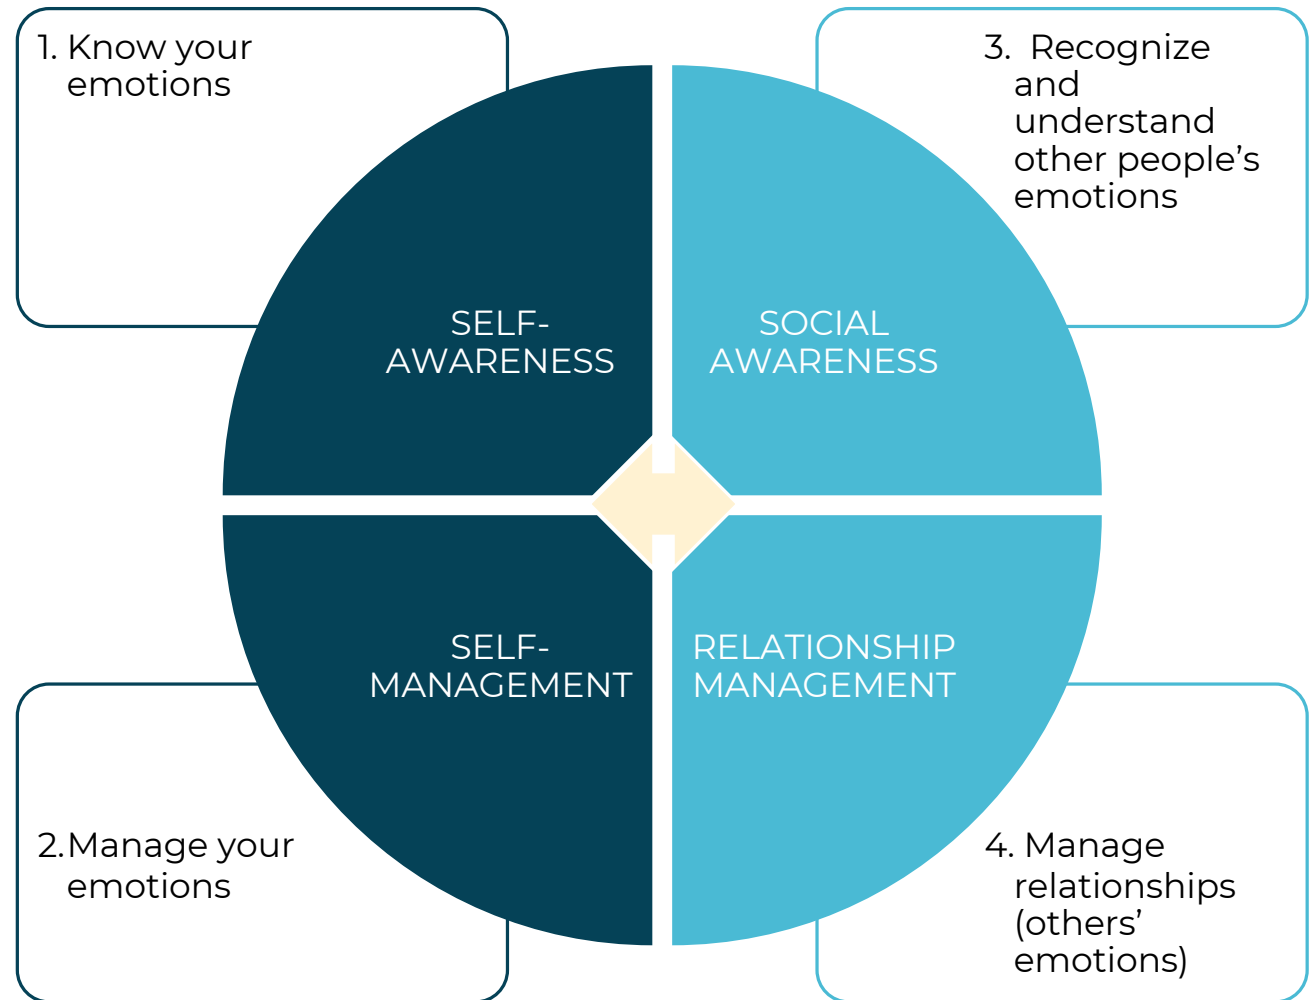 1. Know your
emotions
SELF-
AWARENESS
2.Manage your
emotions
SELF-
MANAGEMENT
3. Recognize
and
understand
other people’s
emotions
SOCIAL
AWARENESS
4. Manage
relationships
(others’
emotions)
RELATIONSHIP
MANAGEMENT